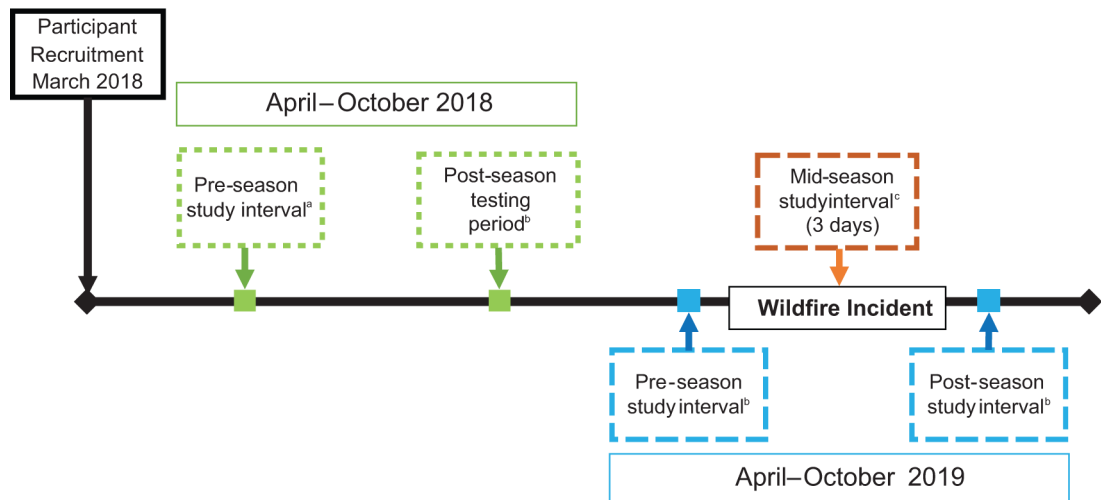 Participant
Recruitment
March 2018
April–October 2018
Pre-season
study intervalᵃ
Post-season
testing
periodᵇ
Mid-season
studyintervalᶜ
(3 days)
Wildfire Incident
Pre-season
study intervalᵇ
Post-season
study intervalᵇ
April–October 2019